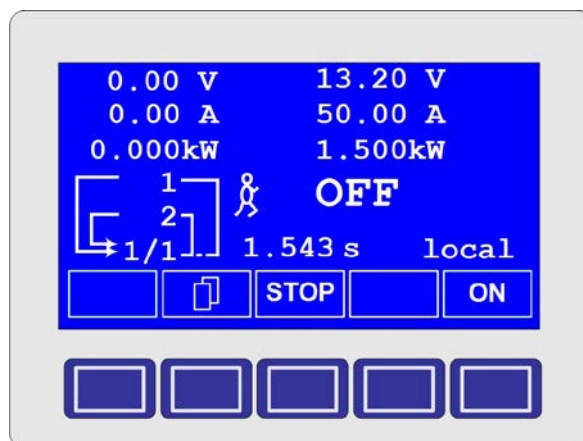 0.00 V 13.20 V
0.00 A 50.00 A
0.000kW 1.500kW
1 OFF
2
1/1 1.543 s local
STOP ON